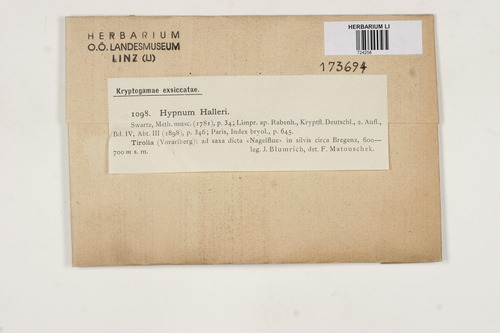 HERBARIUM
O.Ö. LANDESMUSEUM
LINZ (LI)
HERBARIUM LI
724258
173694
Kryptogamae exsiccatae.
1098. Hypnum Halleri.
Swartz, Meth. musc. (1781), p. 34; Limpr. ap. Rabenh., Kryptfl. Deutschl., 2. Aufl.,
Bd. IV, Abt. III (1898), p. 346; Paris, Index bryol., p. 645.
Tirolia (Vorarlberg): ad saxa dicta «Nagelflue» in silvis circa Bregenz, 600—
700 m s. m. leg. J. Blumrich, det. F. Matouschek.